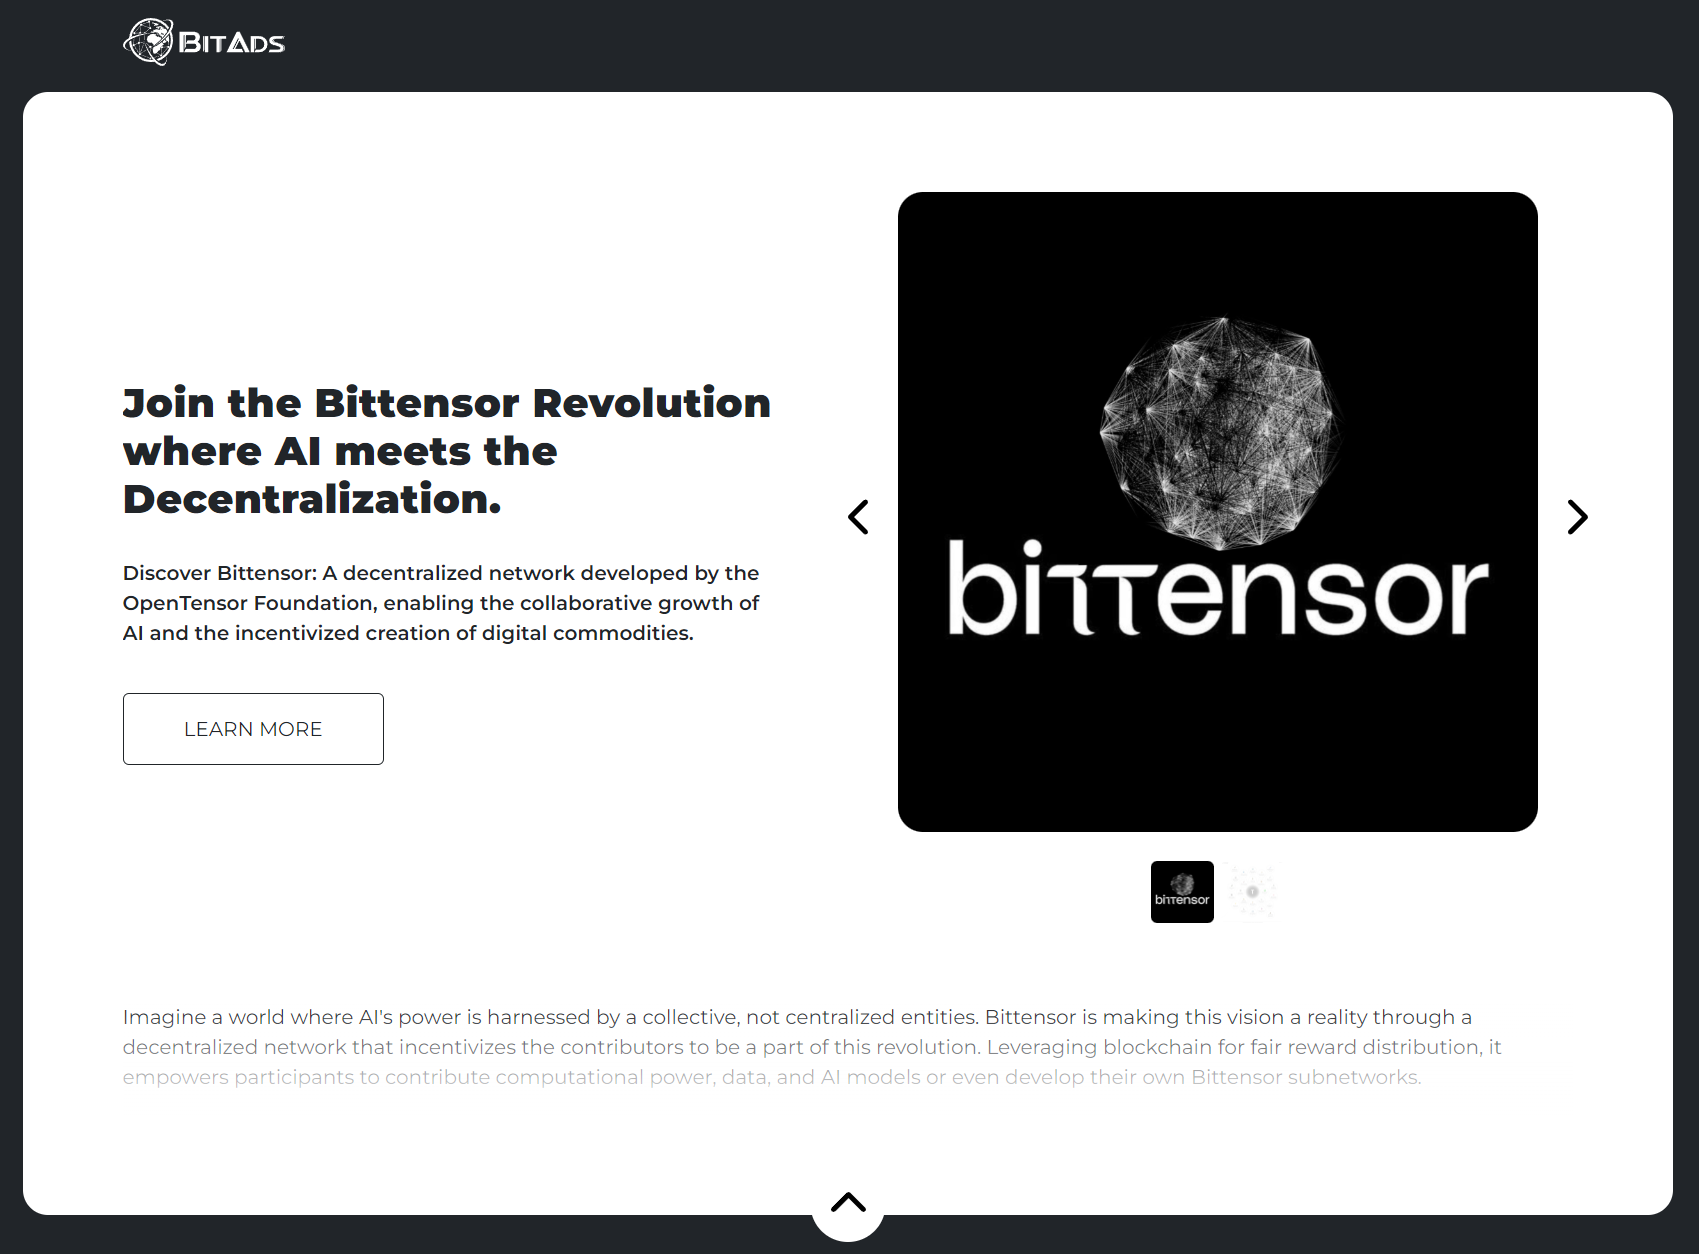 BitAds
Join the Bittensor Revolution
where AI meets the
Decentralization.
Discover Bittensor: A decentralized network developed by the
OpenTensor Foundation, enabling the collaborative growth of
AI and the incentivized creation of digital commodities.
LEARN MORE
bittensor
bittensor
Imagine a world where AI's power is harnessed by a collective, not centralized entities. Bittensor is making this vision a reality through a
decentralized network that incentivizes the contributors to be a part of this revolution. Leveraging blockchain for fair reward distribution, it
empowers participants to contribute computational power, data, and AI models or even develop their own Bittensor subnetworks.